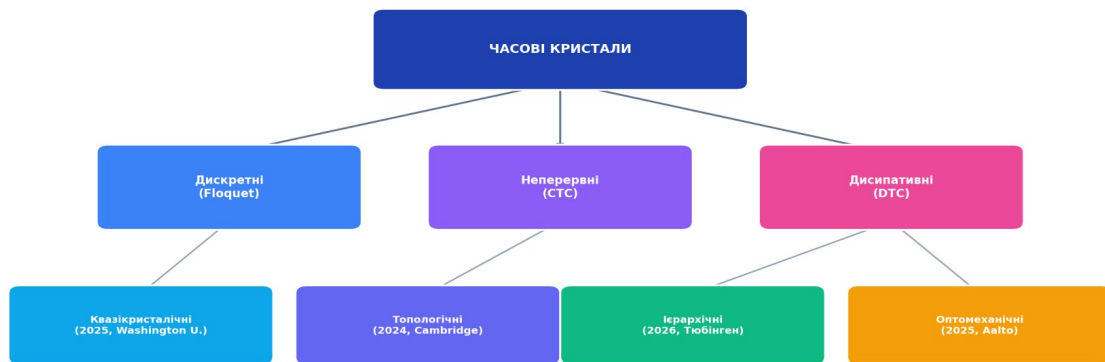 ЧАСОВІ КРИСТАЛИ
Дискретні
(Floquet)
Неперервні
(CTC)
Дисипативні
(DTC)
Квазікристалічні
(2025, Washington U.)
Топологічні
(2024, Cambridge)
Ієрархічні
(2026, Тюбінген)
Оптомеханічні
(2025, Aalto)